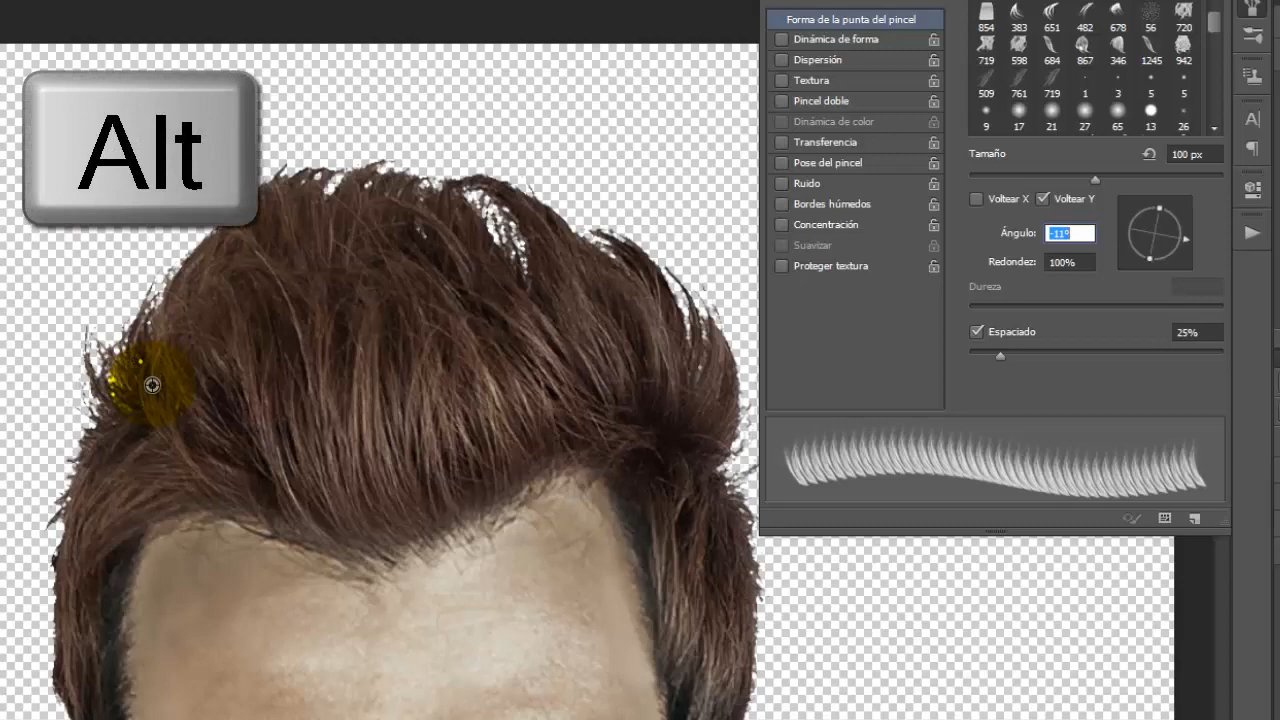 Alt
Forma de la punta del pincel
Dinámica de forma
Dispersión
Textura
Pincel doble
Dinámica de color
Transferencia
Pose del pincel
Ruido
Bordes húmedos
Concentración
Suavizar
Proteger textura
854 383 651 482 678 56 720
719 598 684 867 346 1245 942
509 761 719 1 3 5 5
9 17 21 27 65 13 26
Tamaño 100 px
Voltear X Voltear Y
Ángulo: -11º
Redondez: 100%
Dureza
Espaciado 25%
A|
¶